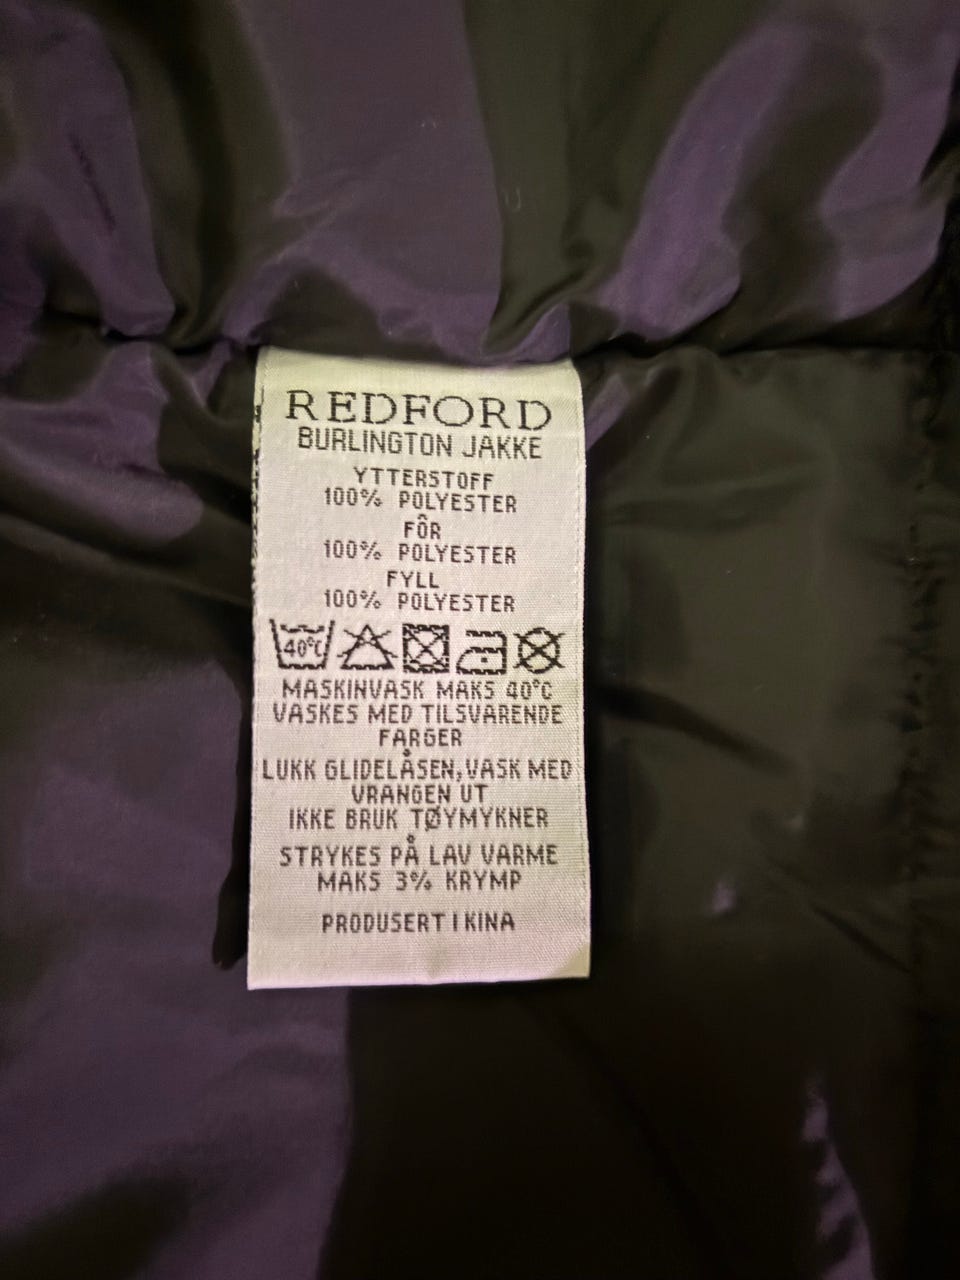 REDFORD
BURLINGTON JAKKE
YTTERSTOFF
100% POLYESTER
FÔR
100% POLYESTER
FYLL
100% POLYESTER
40°C
MASKINVASK MAKS 40°C
VASKES MED TILSVARENDE
FARGER
LUKK GLIDELÅSEN, VASK MED
VRANGEN UT
IKKE BRUK TØYMYKNER
STRYKES PÅ LAV VARME
MAKS 3% KRYMP
PRODUSERT I KINA